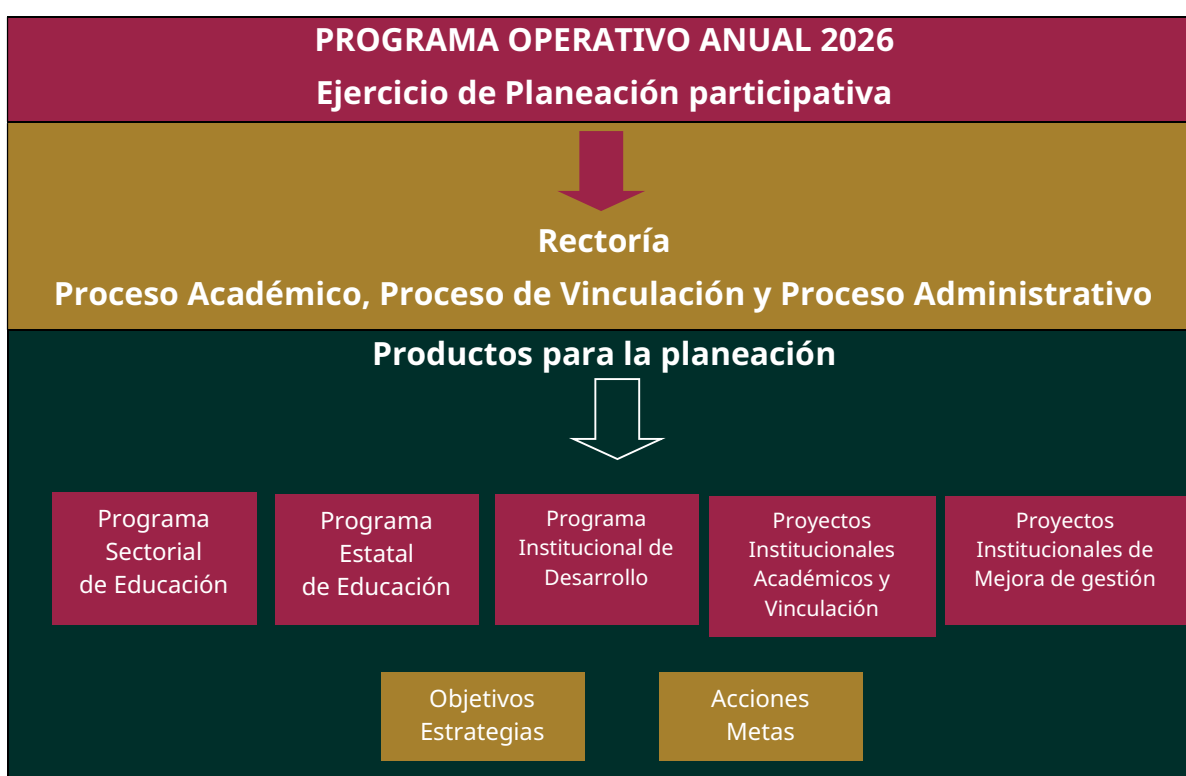 PROGRAMA OPERATIVO ANUAL 2026
Ejercicio de Planeación participativa
Rectoría
Proceso Académico, Proceso de Vinculación y Proceso Administrativo
Productos para la planeación
Programa
Sectorial
de Educación
Programa
Estatal
de Educación
Programa
Institucional de
Desarrollo
Proyectos
Institucionales
Académicos y
Vinculación
Proyectos
Institucionales de
Mejora de gestión
Objetivos
Estrategias
Acciones
Metas